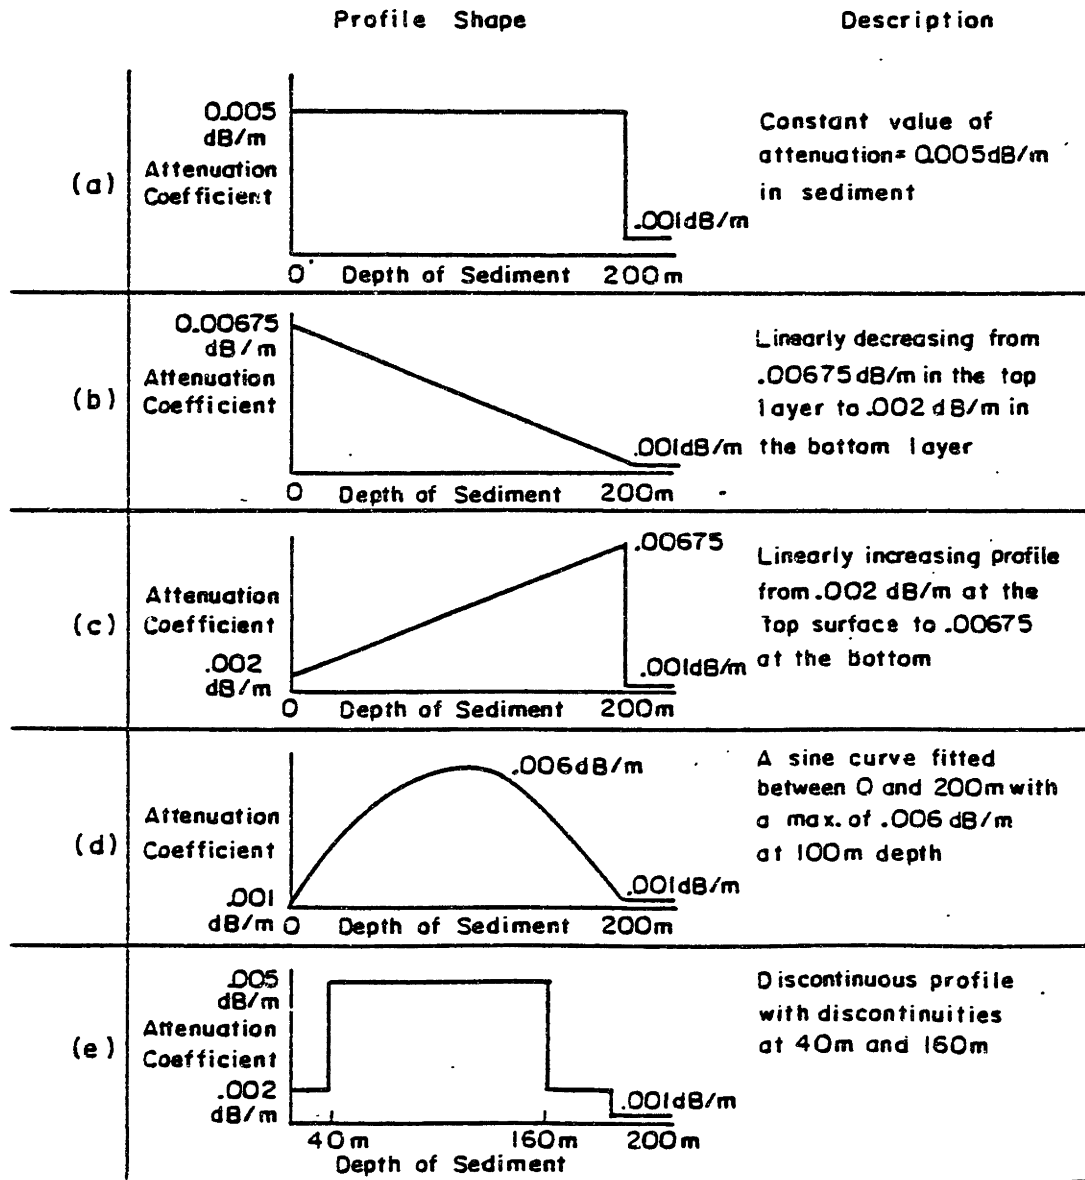 Profile Shape
Description
(a)
0.005
dB/m
Attenuation
Coefficient
.001dB/m
0 Depth of Sediment 200m
Constant value of
attenuation= 0.005dB/m
in sediment
(b)
0.00675
dB/m
Attenuation
Coefficient
.001dB/m
0 Depth of Sediment 200m
Linearly decreasing from
.00675dB/m in the top
layer to .002 dB/m in
the bottom layer
(c)
Attenuation
Coefficient
.002
dB/m
.00675
.001dB/m
0 Depth of Sediment 200m
Linearly increasing profile
from .002 dB/m at the
Top surface to .00675
at the bottom
(d)
Attenuation
Coefficient
.001
dB/m
.006dB/m
.001dB/m
0 Depth of Sediment 200m
A sine curve fitted
between 0 and 200m with
a max. of .006 dB/m
at 100m depth
(e)
.005
dB/m
Attenuation
Coefficient
.002
dB/m
.001dB/m
40m 160m 200m
Depth of Sediment
Discontinuous profile
with discontinuities
at 40m and 160m